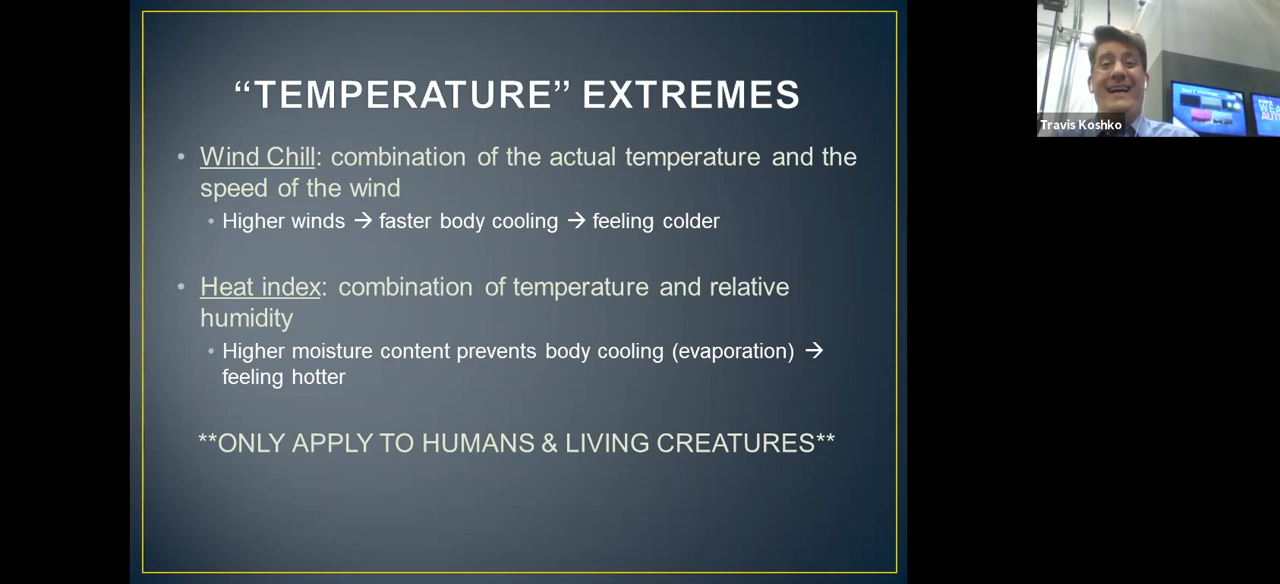 “TEMPERATURE” EXTREMES
• Wind Chill: combination of the actual temperature and the
speed of the wind
• Higher winds → faster body cooling → feeling colder
• Heat index: combination of temperature and relative
humidity
• Higher moisture content prevents body cooling (evaporation) →
feeling hotter
**ONLY APPLY TO HUMANS & LIVING CREATURES**
Travis Koshko